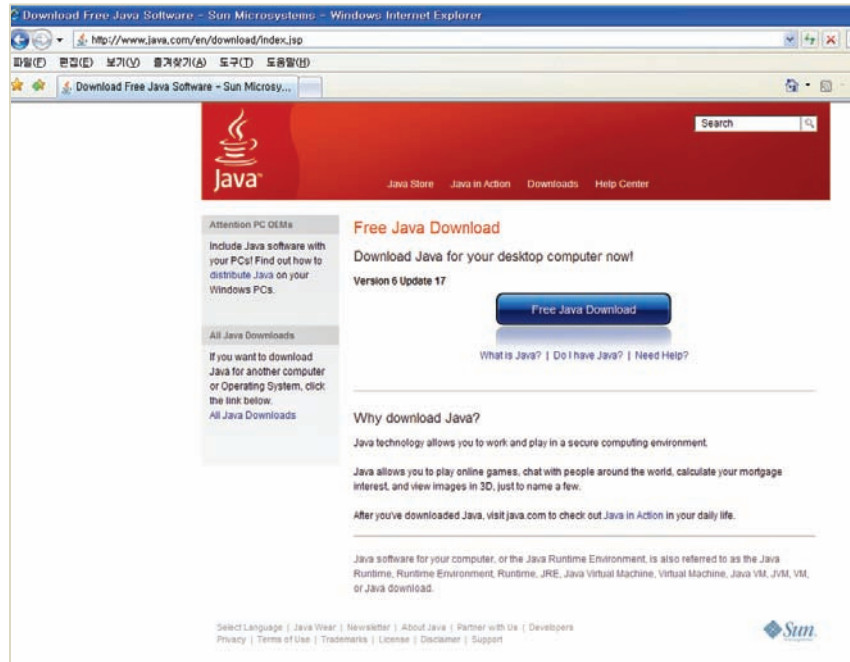 Download Free Java Software - Sun Microsystems - Windows Internet Explorer
http://www.java.com/en/download/index.jsp
파일(F) 편집(E) 보기(V) 즐겨찾기(A) 도구(T) 도움말(H)
Download Free Java Software - Sun Microsy...
Search
Java
Java Store Java in Action Downloads Help Center
Attention PC OEMs
Include Java software with
your PCs! Find out how to
distribute Java on your
Windows PCs.
All Java Downloads
If you want to download
Java for another computer
or Operating System, click
the link below.
All Java Downloads
Free Java Download
Download Java for your desktop computer now!
Version 6 Update 17
Free Java Download
What is Java? | Do I have Java? | Need Help?
Why download Java?
Java technology allows you to work and play in a secure computing environment.
Java allows you to play online games, chat with people around the world, calculate your mortgage
interest, and view images in 3D, just to name a few.
After you've downloaded Java, visit java.com to check out Java in Action in your daily life.
Java software for your computer, or the Java Runtime Environment, is also referred to as the Java
Runtime, Runtime Environment, Runtime, JRE, Java Virtual Machine, Virtual Machine, Java VM, JVM, VM,
or Java download.
Select Language | Java Wear | Newsletter | About Java | Partner with Us | Developers
Privacy | Terms of Use | Trademarks | License | Disclaimer | Support
Sun